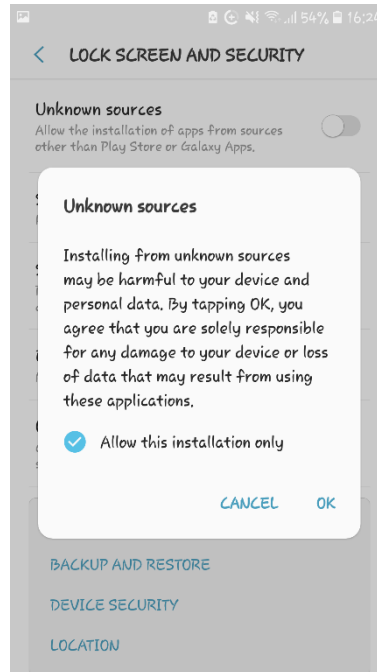 54% 16:24
LOCK SCREEN AND SECURITY
Unknown sources
Allow the installation of apps from sources
other than Play Store or Galaxy Apps.
Unknown sources
Installing from unknown sources
may be harmful to your device and
personal data. By tapping OK, you
agree that you are solely responsible
for any damage to your device or loss
of data that may result from using
these applications.
Allow this installation only
CANCEL OK
BACKUP AND RESTORE
DEVICE SECURITY
LOCATION